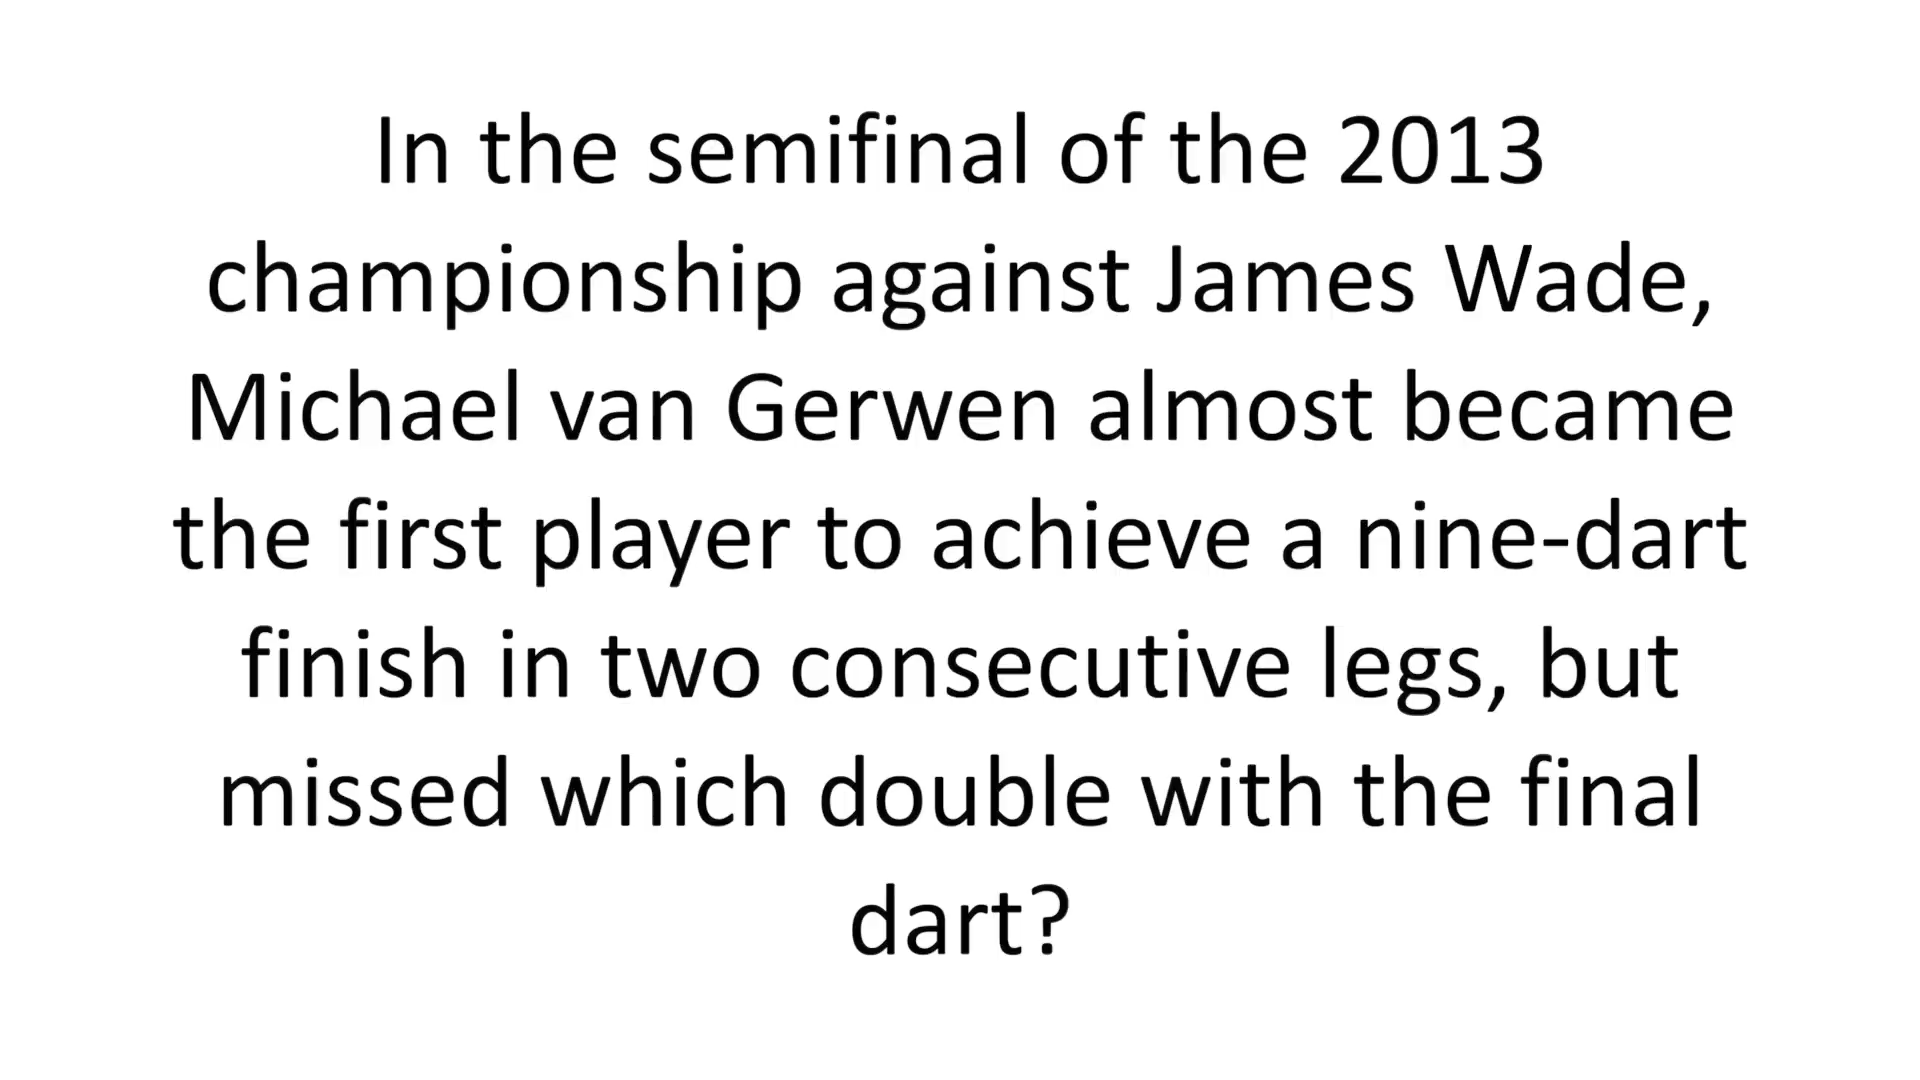 In the semifinal of the 2013
championship against James Wade,
Michael van Gerwen almost became
the first player to achieve a nine-dart
finish in two consecutive legs, but
missed which double with the final
dart?